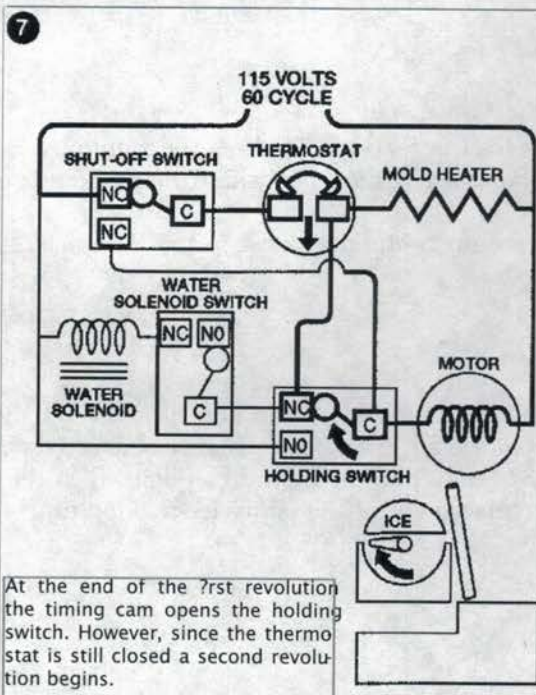 7
115 VOLTS
60 CYCLE
SHUT-OFF SWITCH
THERMOSTAT
MOLD HEATER
NC
C
NC
WATER
SOLENOID SWITCH
NC NO
MOTOR
WATER
SOLENOID
C
NC
C
NO
HOLDING SWITCH
ICE
At the end of the ?rst revolution
the timing cam opens the holding
switch. However, since the thermo
stat is still closed a second revolu-
tion begins.